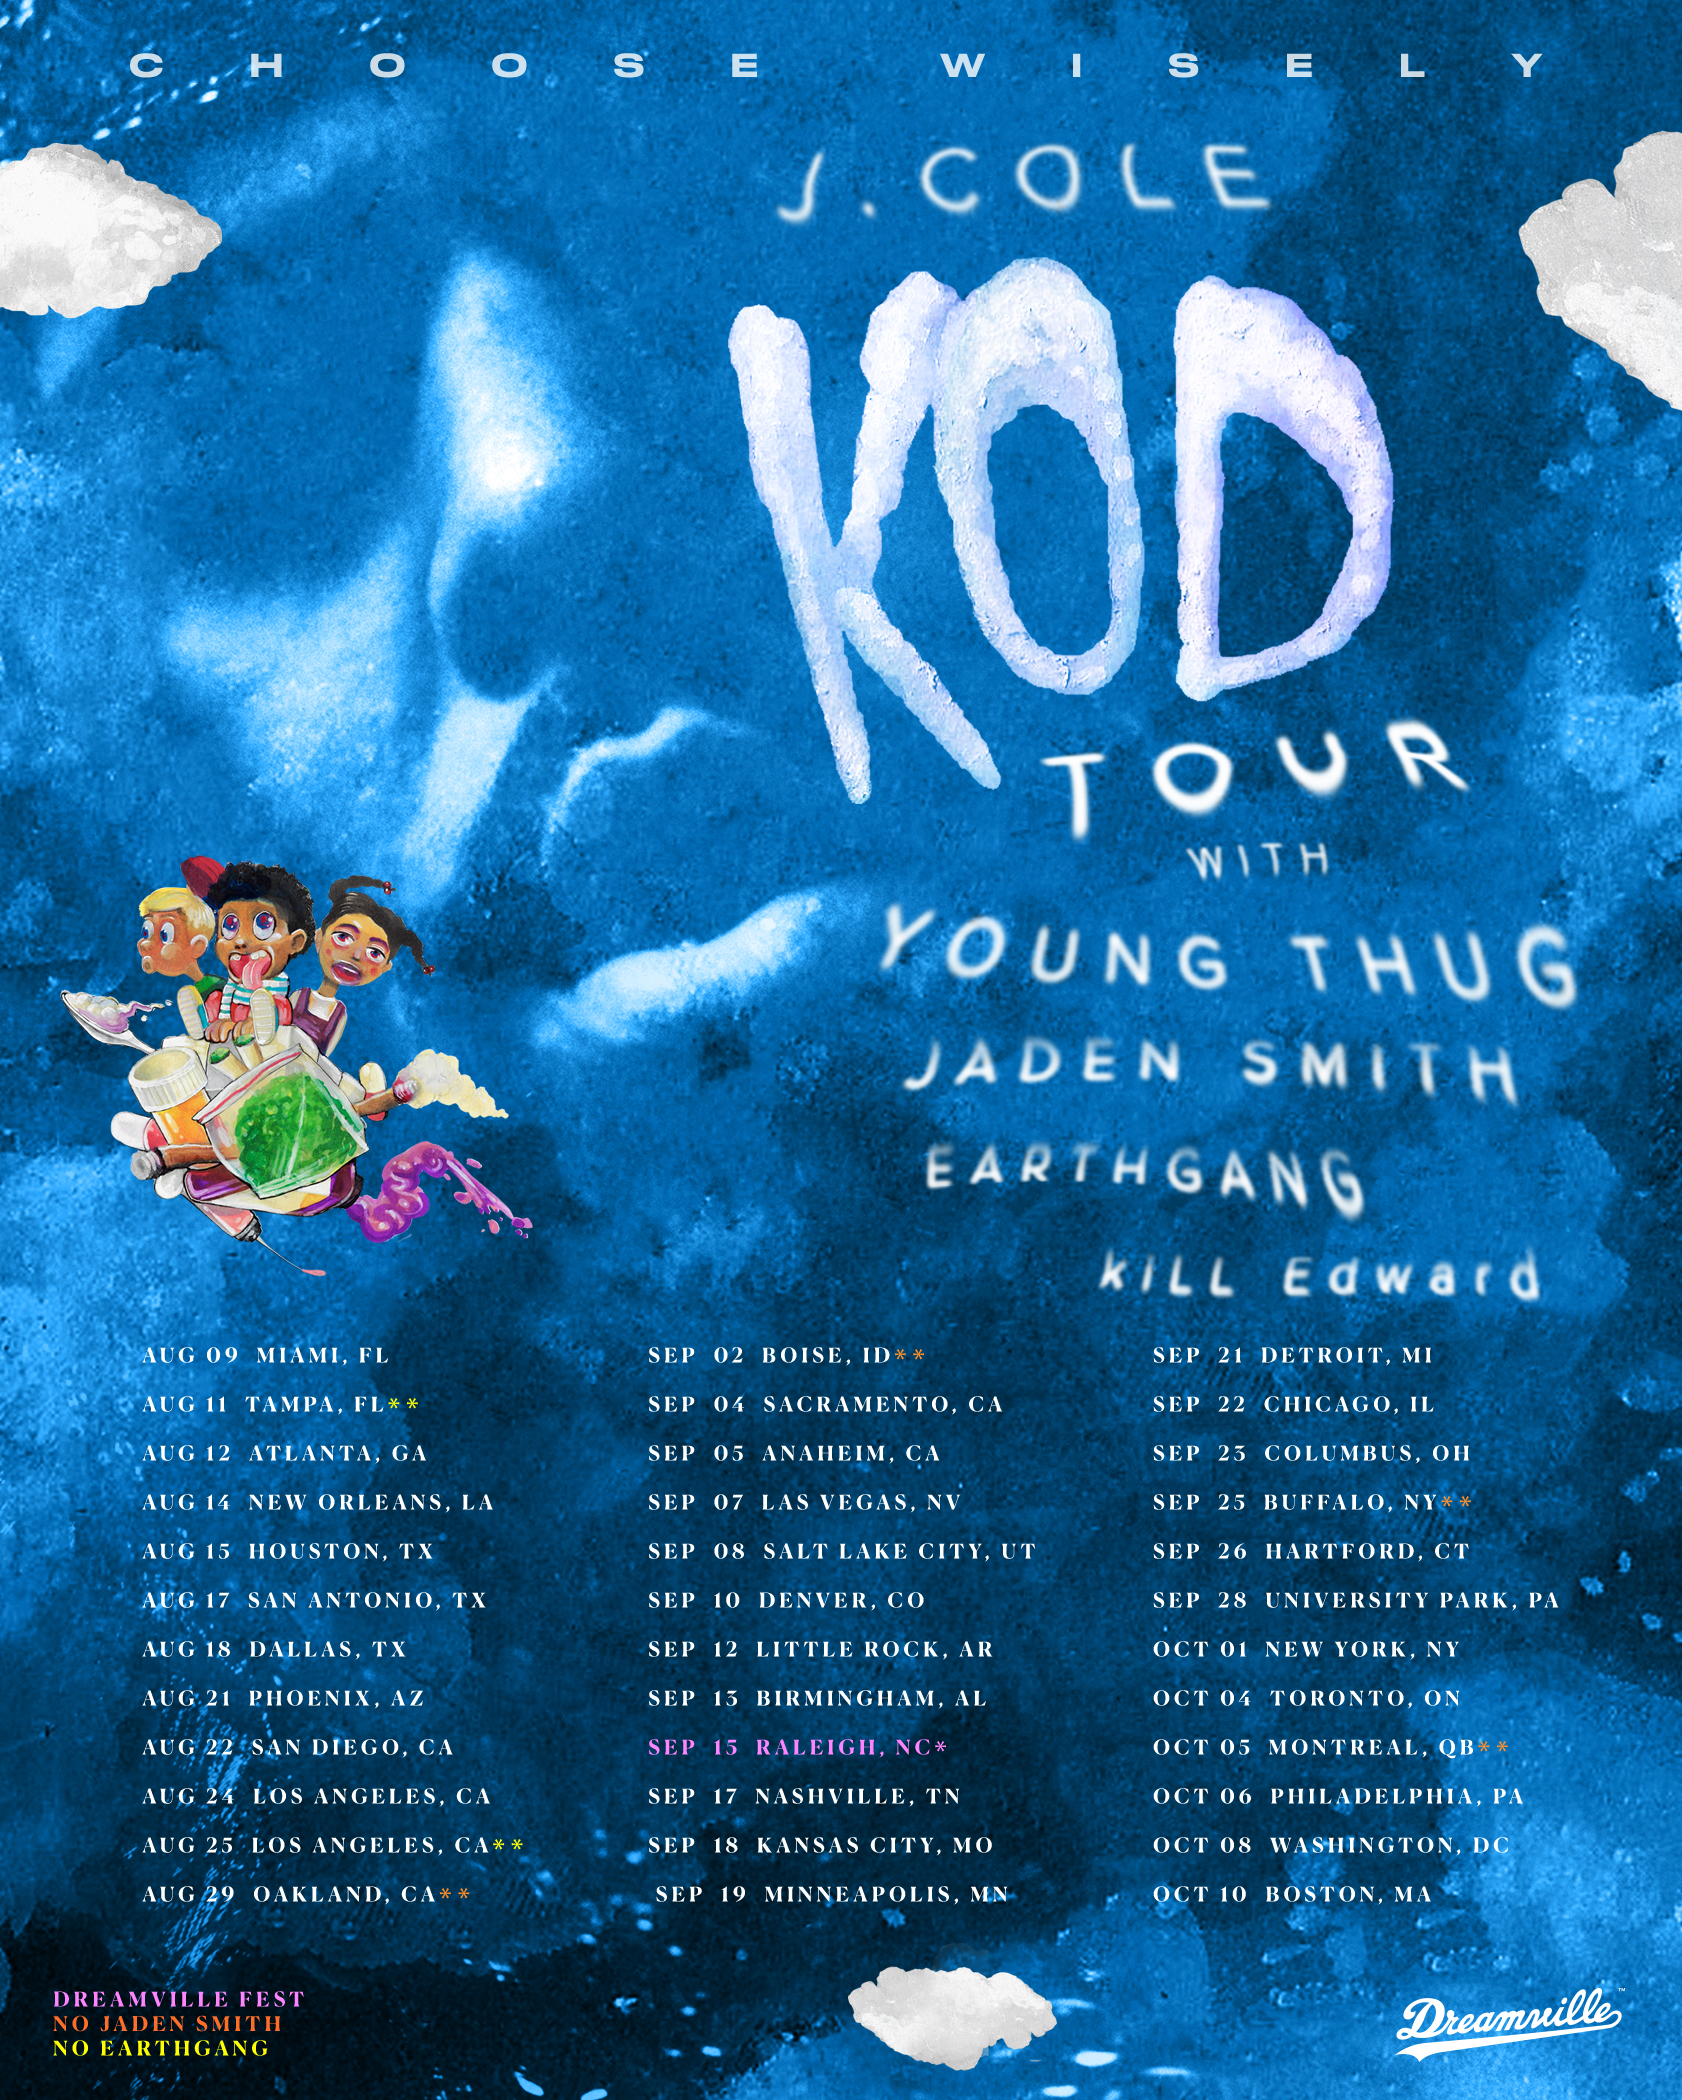 CHOOSE WISELY
J. COLE
KOD
TOUR
WITH
YOUNG THUG
JADEN SMITH
EARTHGANG
kiLL Edward
AUG 09 MIAMI, FL
AUG 11 TAMPA, FL**
AUG 12 ATLANTA, GA
AUG 14 NEW ORLEANS, LA
AUG 15 HOUSTON, TX
AUG 17 SAN ANTONIO, TX
AUG 18 DALLAS, TX
AUG 21 PHOENIX, AZ
AUG 22 SAN DIEGO, CA
AUG 24 LOS ANGELES, CA
AUG 25 LOS ANGELES, CA**
AUG 29 OAKLAND, CA**
SEP 02 BOISE, ID**
SEP 04 SACRAMENTO, CA
SEP 05 ANAHEIM, CA
SEP 07 LAS VEGAS, NV
SEP 08 SALT LAKE CITY, UT
SEP 10 DENVER, CO
SEP 12 LITTLE ROCK, AR
SEP 13 BIRMINGHAM, AL
SEP 15 RALEIGH, NC*
SEP 17 NASHVILLE, TN
SEP 18 KANSAS CITY, MO
SEP 19 MINNEAPOLIS, MN
SEP 21 DETROIT, MI
SEP 22 CHICAGO, IL
SEP 23 COLUMBUS, OH
SEP 25 BUFFALO, NY**
SEP 26 HARTFORD, CT
SEP 28 UNIVERSITY PARK, PA
OCT 01 NEW YORK, NY
OCT 04 TORONTO, ON
OCT 05 MONTREAL, QB**
OCT 06 PHILADELPHIA, PA
OCT 08 WASHINGTON, DC
OCT 10 BOSTON, MA
DREAMVILLE FEST
NO JADEN SMITH
NO EARTHGANG
Dreamville™